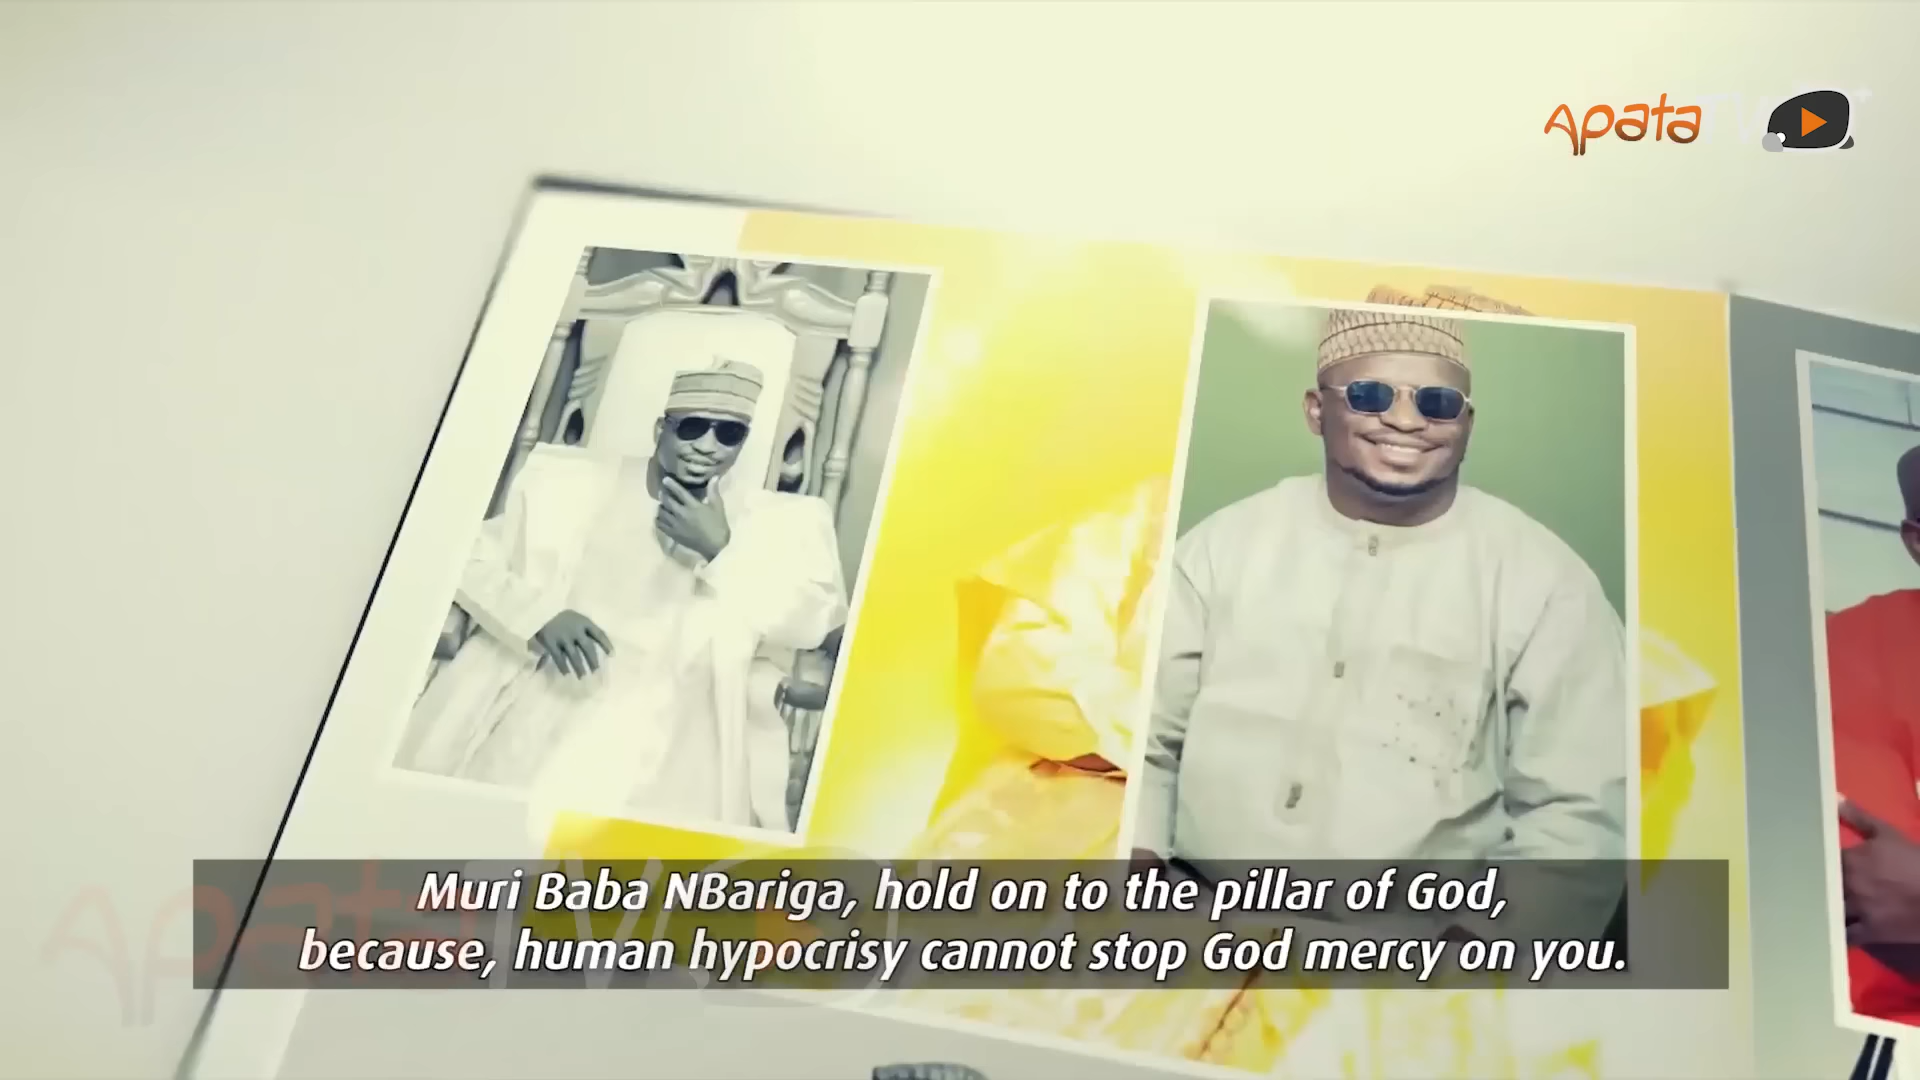 ApataTV+
Muri Baba NBariga, hold on to the pillar of God,
because, human hypocrisy cannot stop God mercy on you.
ApataTV